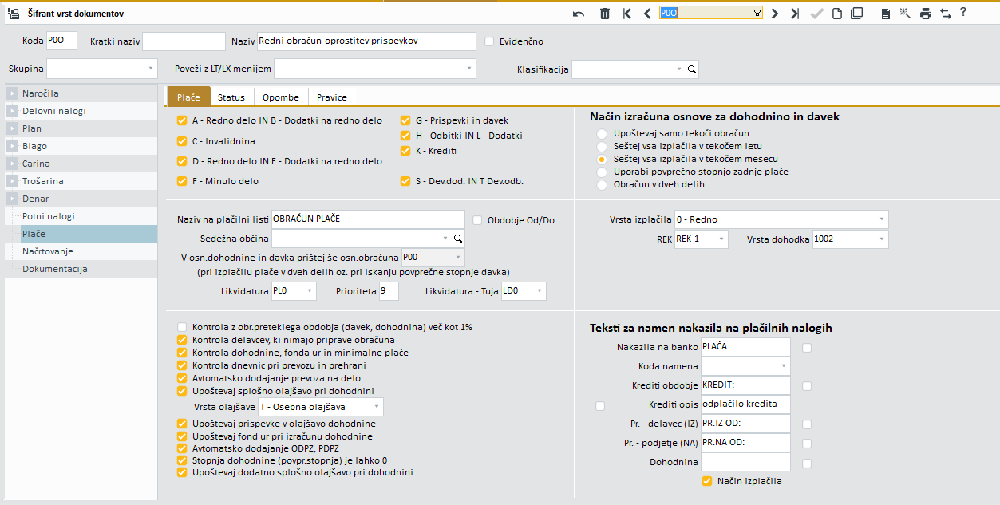 Šifrant vrst dokumentov
P0O
?
Koda P0O Kratki naziv Naziv Redni obračun-oprostitev prispevkov Evidenčno
Skupina Poveži z LT/LX menijem Klasifikacija
Naročila
Delovni nalogi
Plan
Blago
Carina
Trošarina
Denar
Potni nalogi
Plače
Načrtovanje
Dokumentacija
Plače Status Opombe Pravice
A - Redno delo IN B - Dodatki na redno delo
C - Invalidnina
D - Redno delo IN E - Dodatki na redno delo
F - Minulo delo
G - Prispevki in davek
H - Odbitki IN L - Dodatki
K - Krediti
S - Dev.dod. IN T Dev.odb.
Način izračuna osnove za dohodnino in davek
Upoštevaj samo tekoči obračun
Seštej vsa izplačila v tekočem letu
Seštej vsa izplačila v tekočem mesecu
Uporabi povprečno stopnjo zadnje plače
Obračun v dveh delih
Naziv na plačilni listi OBRAČUN PLAČE Obdobje Od/Do
Sedežna občina
V osn.dohodnine in davka prištej še osn.obračuna P00
(pri izplačilu plače v dveh delih oz. pri iskanju povprečne stopnje davka)
Likvidatura PL0 Prioriteta 9 Likvidatura - Tuja LD0
Vrsta izplačila 0 - Redno
REK REK-1 Vrsta dohodka 1002
Kontrola z obr.preteklega obdobja (davek, dohodnina) več kot 1%
Kontrola delavcev, ki nimajo priprave obračuna
Kontrola dohodnine, fonda ur in minimalne plače
Kontrola dnevnic pri prevozu in prehrani
Avtomatsko dodajanje prevoza na delo
Upoštevaj splošno olajšavo pri dohodnini
Vrsta olajšave T - Osebna olajšava
Upoštevaj prispevke v olajšavo dohodnine
Upoštevaj fond ur pri izračunu dohodnine
Avtomatsko dodajanje ODPZ, PDPZ
Stopnja dohodnine (povpr.stopnja) je lahko 0
Upoštevaj dodatno splošno olajšavo pri dohodnini
Teksti za namen nakazila na plačilnih nalogih
Nakazila na banko PLAČA:
Koda namena
Krediti obdobje KREDIT:
Krediti opis odplačilo kredita
Pr. - delavec (IZ) PR.IZ OD:
Pr. - podjetje (NA) PR.NA OD:
Dohodnina
Način izplačila